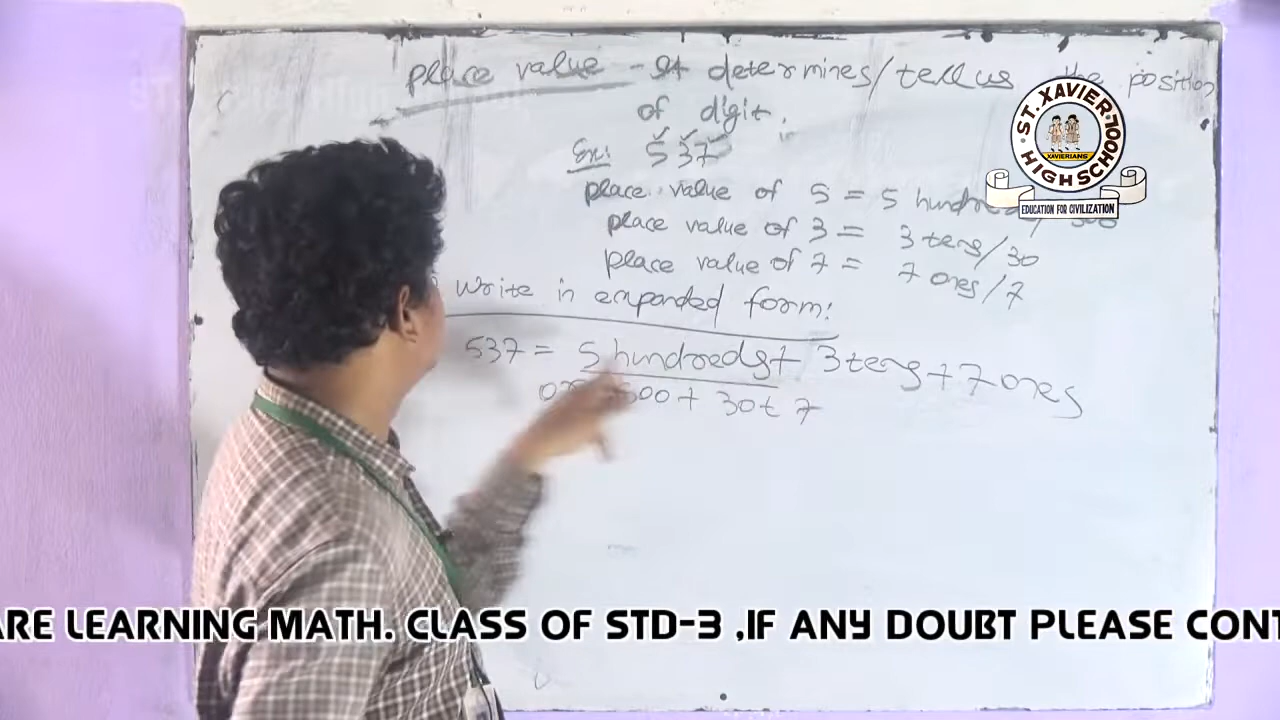 place value - It determines/tell us the position
of digit.
Ex: 537
place value of 5 = 5 hundred
place value of 3 = 3 tens/30
place value of 7 = 7 ones/7
Write in expanded form:
537 = 5 hundreds + 3 tens + 7 ones
or 500 + 30 + 7
ST. XAVIER
HIGH SCHOOL
XAVERIANS
EDUCATION FOR CIVILIZATION
ARE LEARNING MATH. CLASS OF STD-3 ,IF ANY DOUBT PLEASE CONT